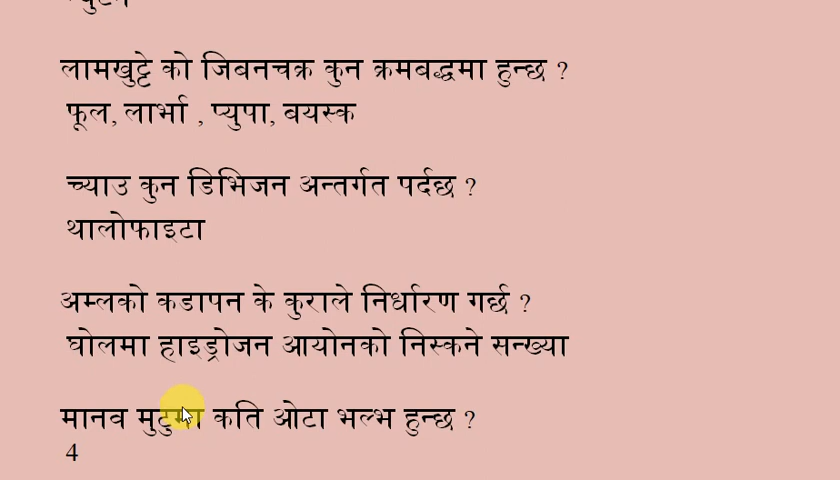 लामखुट्टे को जिबनचक्र कुन क्रमबद्धमा हुन्छ ?
फूल, लार्भा , प्युपा, बयस्क
च्याउ कुन डिभिजन अन्तर्गत पर्दछ ?
थालोफाइटा
अम्लको कडापन के कुराले निर्धारण गर्छ ?
घोलमा हाइड्रोजन आयोनको निस्कने सन्ख्या
मानव मुटुमा कति ओटा भल्भ हुन्छ ?
4